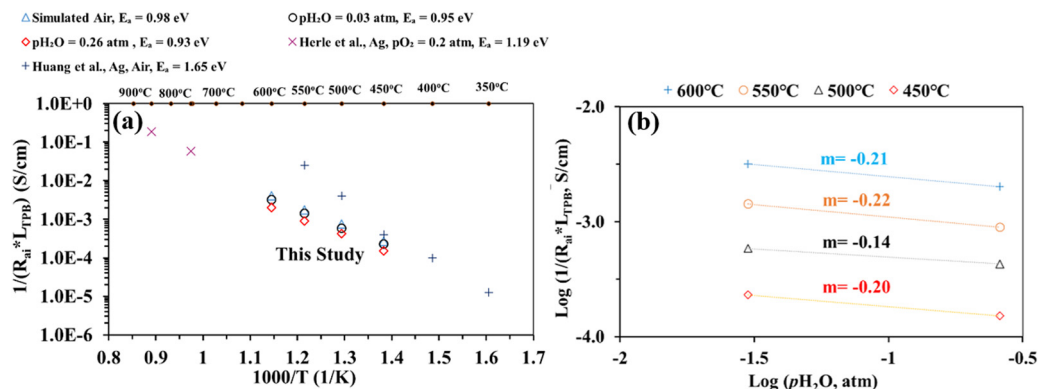 Simulated Air, Eₐ = 0.98 eV
pH₂O = 0.03 atm, Eₐ = 0.95 eV
pH₂O = 0.26 atm , Eₐ = 0.93 eV
Herle et al., Ag, pO₂ = 0.2 atm, Eₐ = 1.19 eV
Huang et al., Ag, Air, Eₐ = 1.65 eV
900°C 800°C 700°C 600°C 550°C 500°C 450°C 400°C 350°C
(a)
1.0E+0
1.0E-1
1.0E-2
1.0E-3
1.0E-4
1.0E-5
1.0E-6
1/(Rₐᵢ*L_TPB) (S/cm)
This Study
0.8 0.9 1 1.1 1.2 1.3 1.4 1.5 1.6 1.7
1000/T (1/K)
600°C 550°C 500°C 450°C
(b)
-2.0
-3.0
-4.0
Log (1/(Rₐᵢ*L_TPB, S/cm)
m= -0.21
m= -0.22
m= -0.14
m= -0.20
-2 -1.5 -1 -0.5
Log (pH₂O, atm)